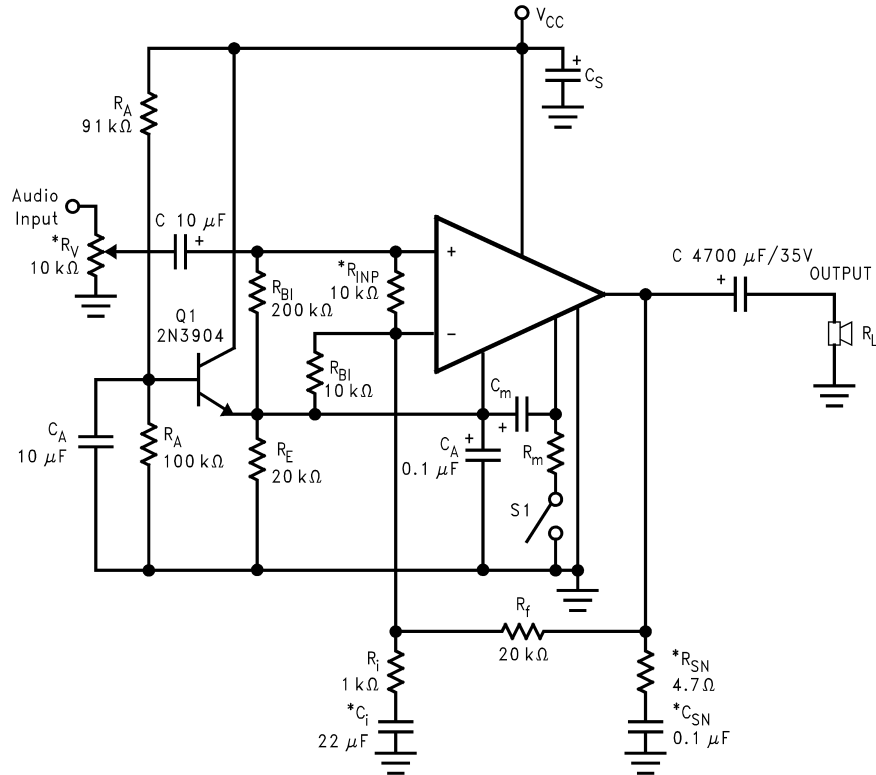 V_CC
+
C_S
R_A
91 kΩ
Audio
Input
*R_V
10 kΩ
C 10 μF
+
*R_INP
10 kΩ
+
−
C 4700 μF/35V
+
OUTPUT
R_L
R_BI
200 kΩ
Q1
2N3904
R_BI
10 kΩ
C_m
+
C_A
10 μF
R_A
100 kΩ
R_E
20 kΩ
C_A
+
0.1 μF
R_m
S1
R_f
20 kΩ
R_i
1 kΩ
*C_i
22 μF
*R_SN
4.7Ω
*C_SN
0.1 μF